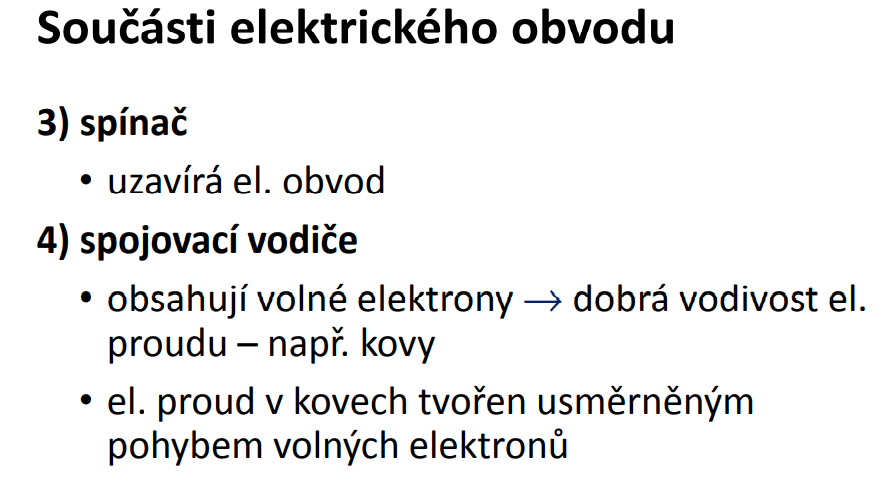 Součásti elektrického obvodu
3) spínač
• uzavírá el. obvod
4) spojovací vodiče
• obsahují volné elektrony → dobrá vodivost el.
proudu – např. kovy
• el. proud v kovech tvořen usměrněným
pohybem volných elektronů